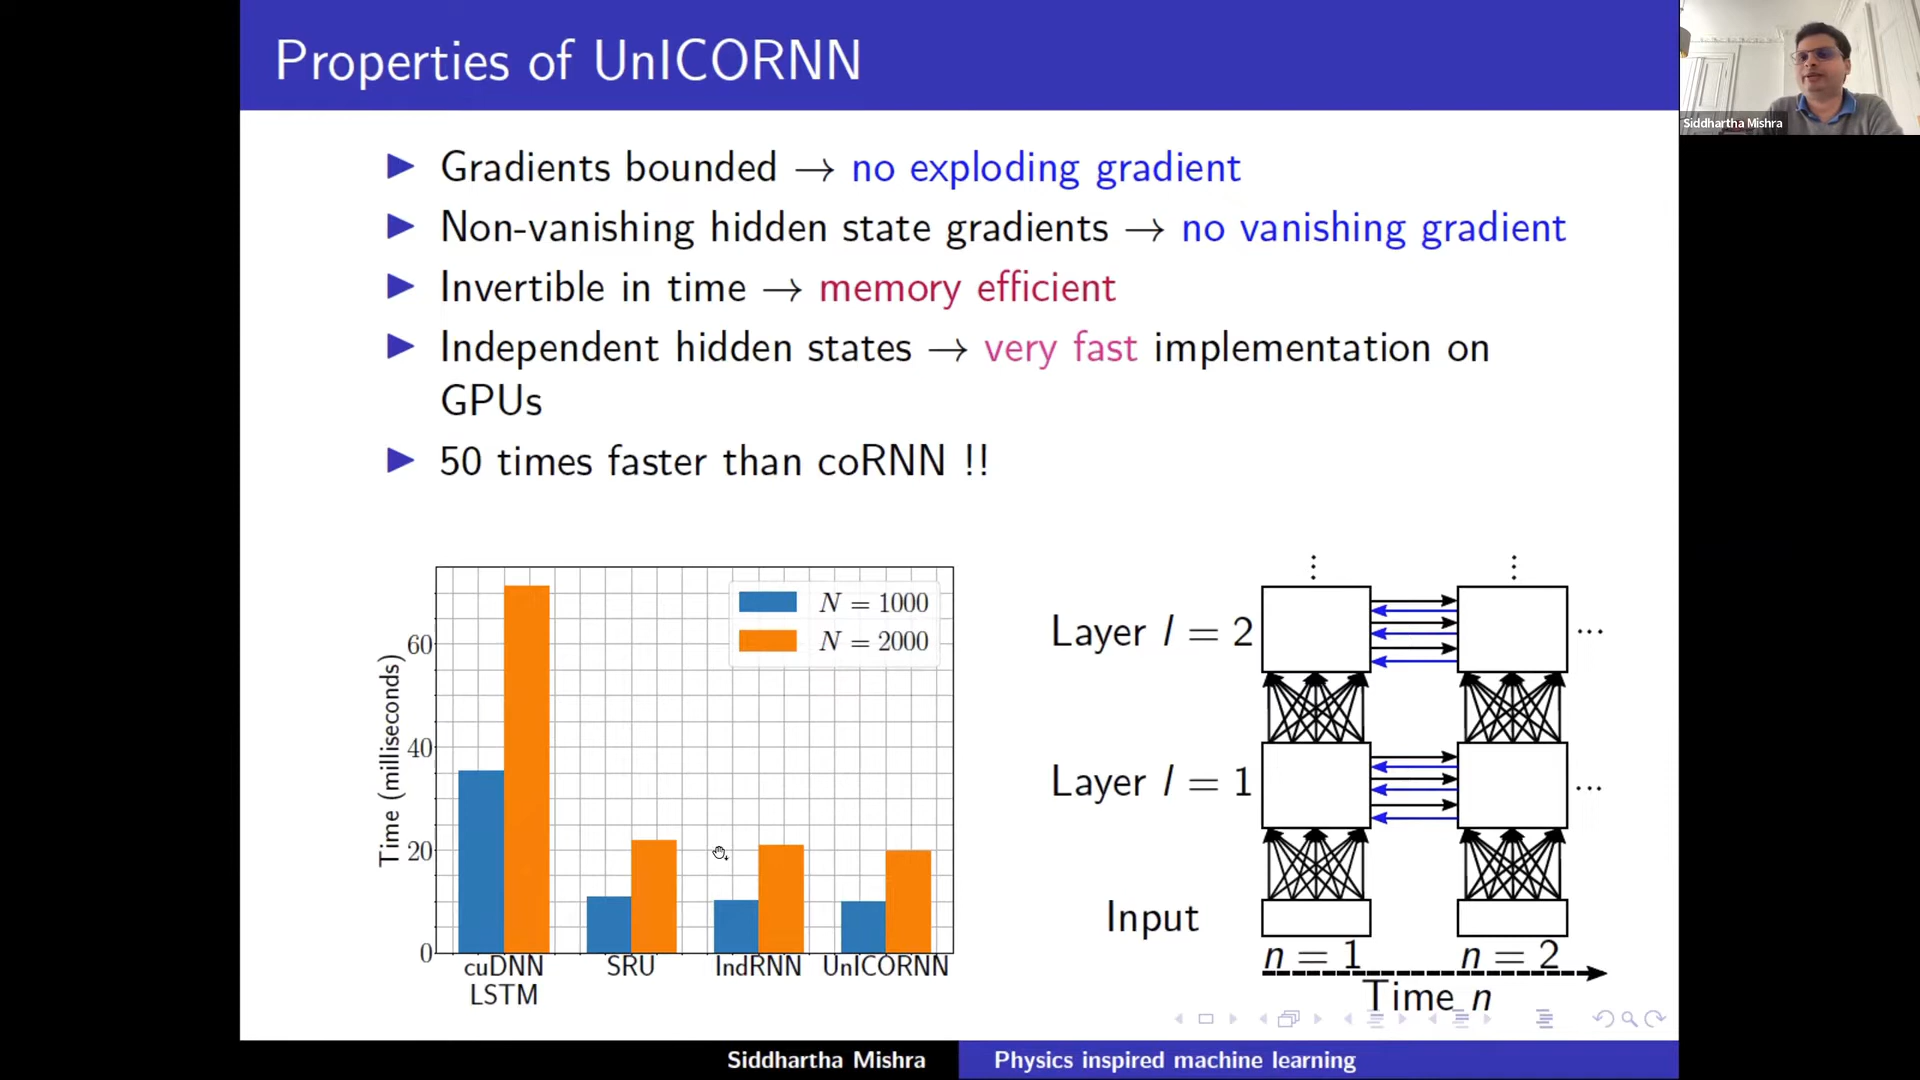 Properties of UnICORNN
Siddhartha Mishra
▶ Gradients bounded → no exploding gradient
▶ Non-vanishing hidden state gradients → no vanishing gradient
▶ Invertible in time → memory efficient
▶ Independent hidden states → very fast implementation on
GPUs
▶ 50 times faster than coRNN !!
N = 1000
N = 2000
Time (milliseconds)
60
40
20
0
cuDNN
LSTM
SRU
IndRNN
UnICORNN
⋮ ⋮
Layer l = 2
...
Layer l = 1
...
Input
n = 1
n = 2
Time n
Siddhartha Mishra
Physics inspired machine learning